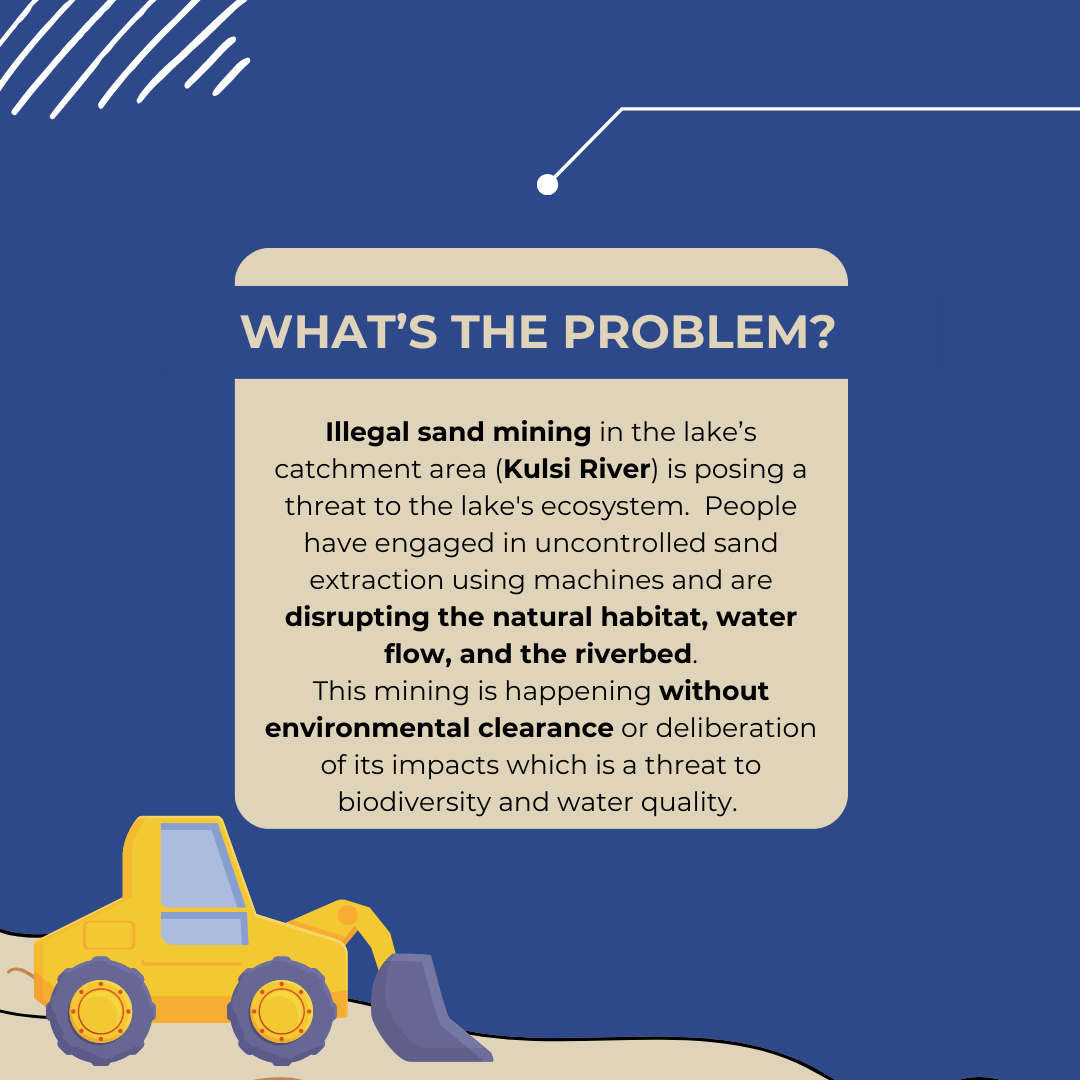 WHAT’S THE PROBLEM?
Illegal sand mining in the lake’s
catchment area (Kulsi River) is posing a
threat to the lake's ecosystem.  People
have engaged in uncontrolled sand
extraction using machines and are
disrupting the natural habitat, water
flow, and the riverbed.
This mining is happening without
environmental clearance or deliberation
of its impacts which is a threat to
biodiversity and water quality.